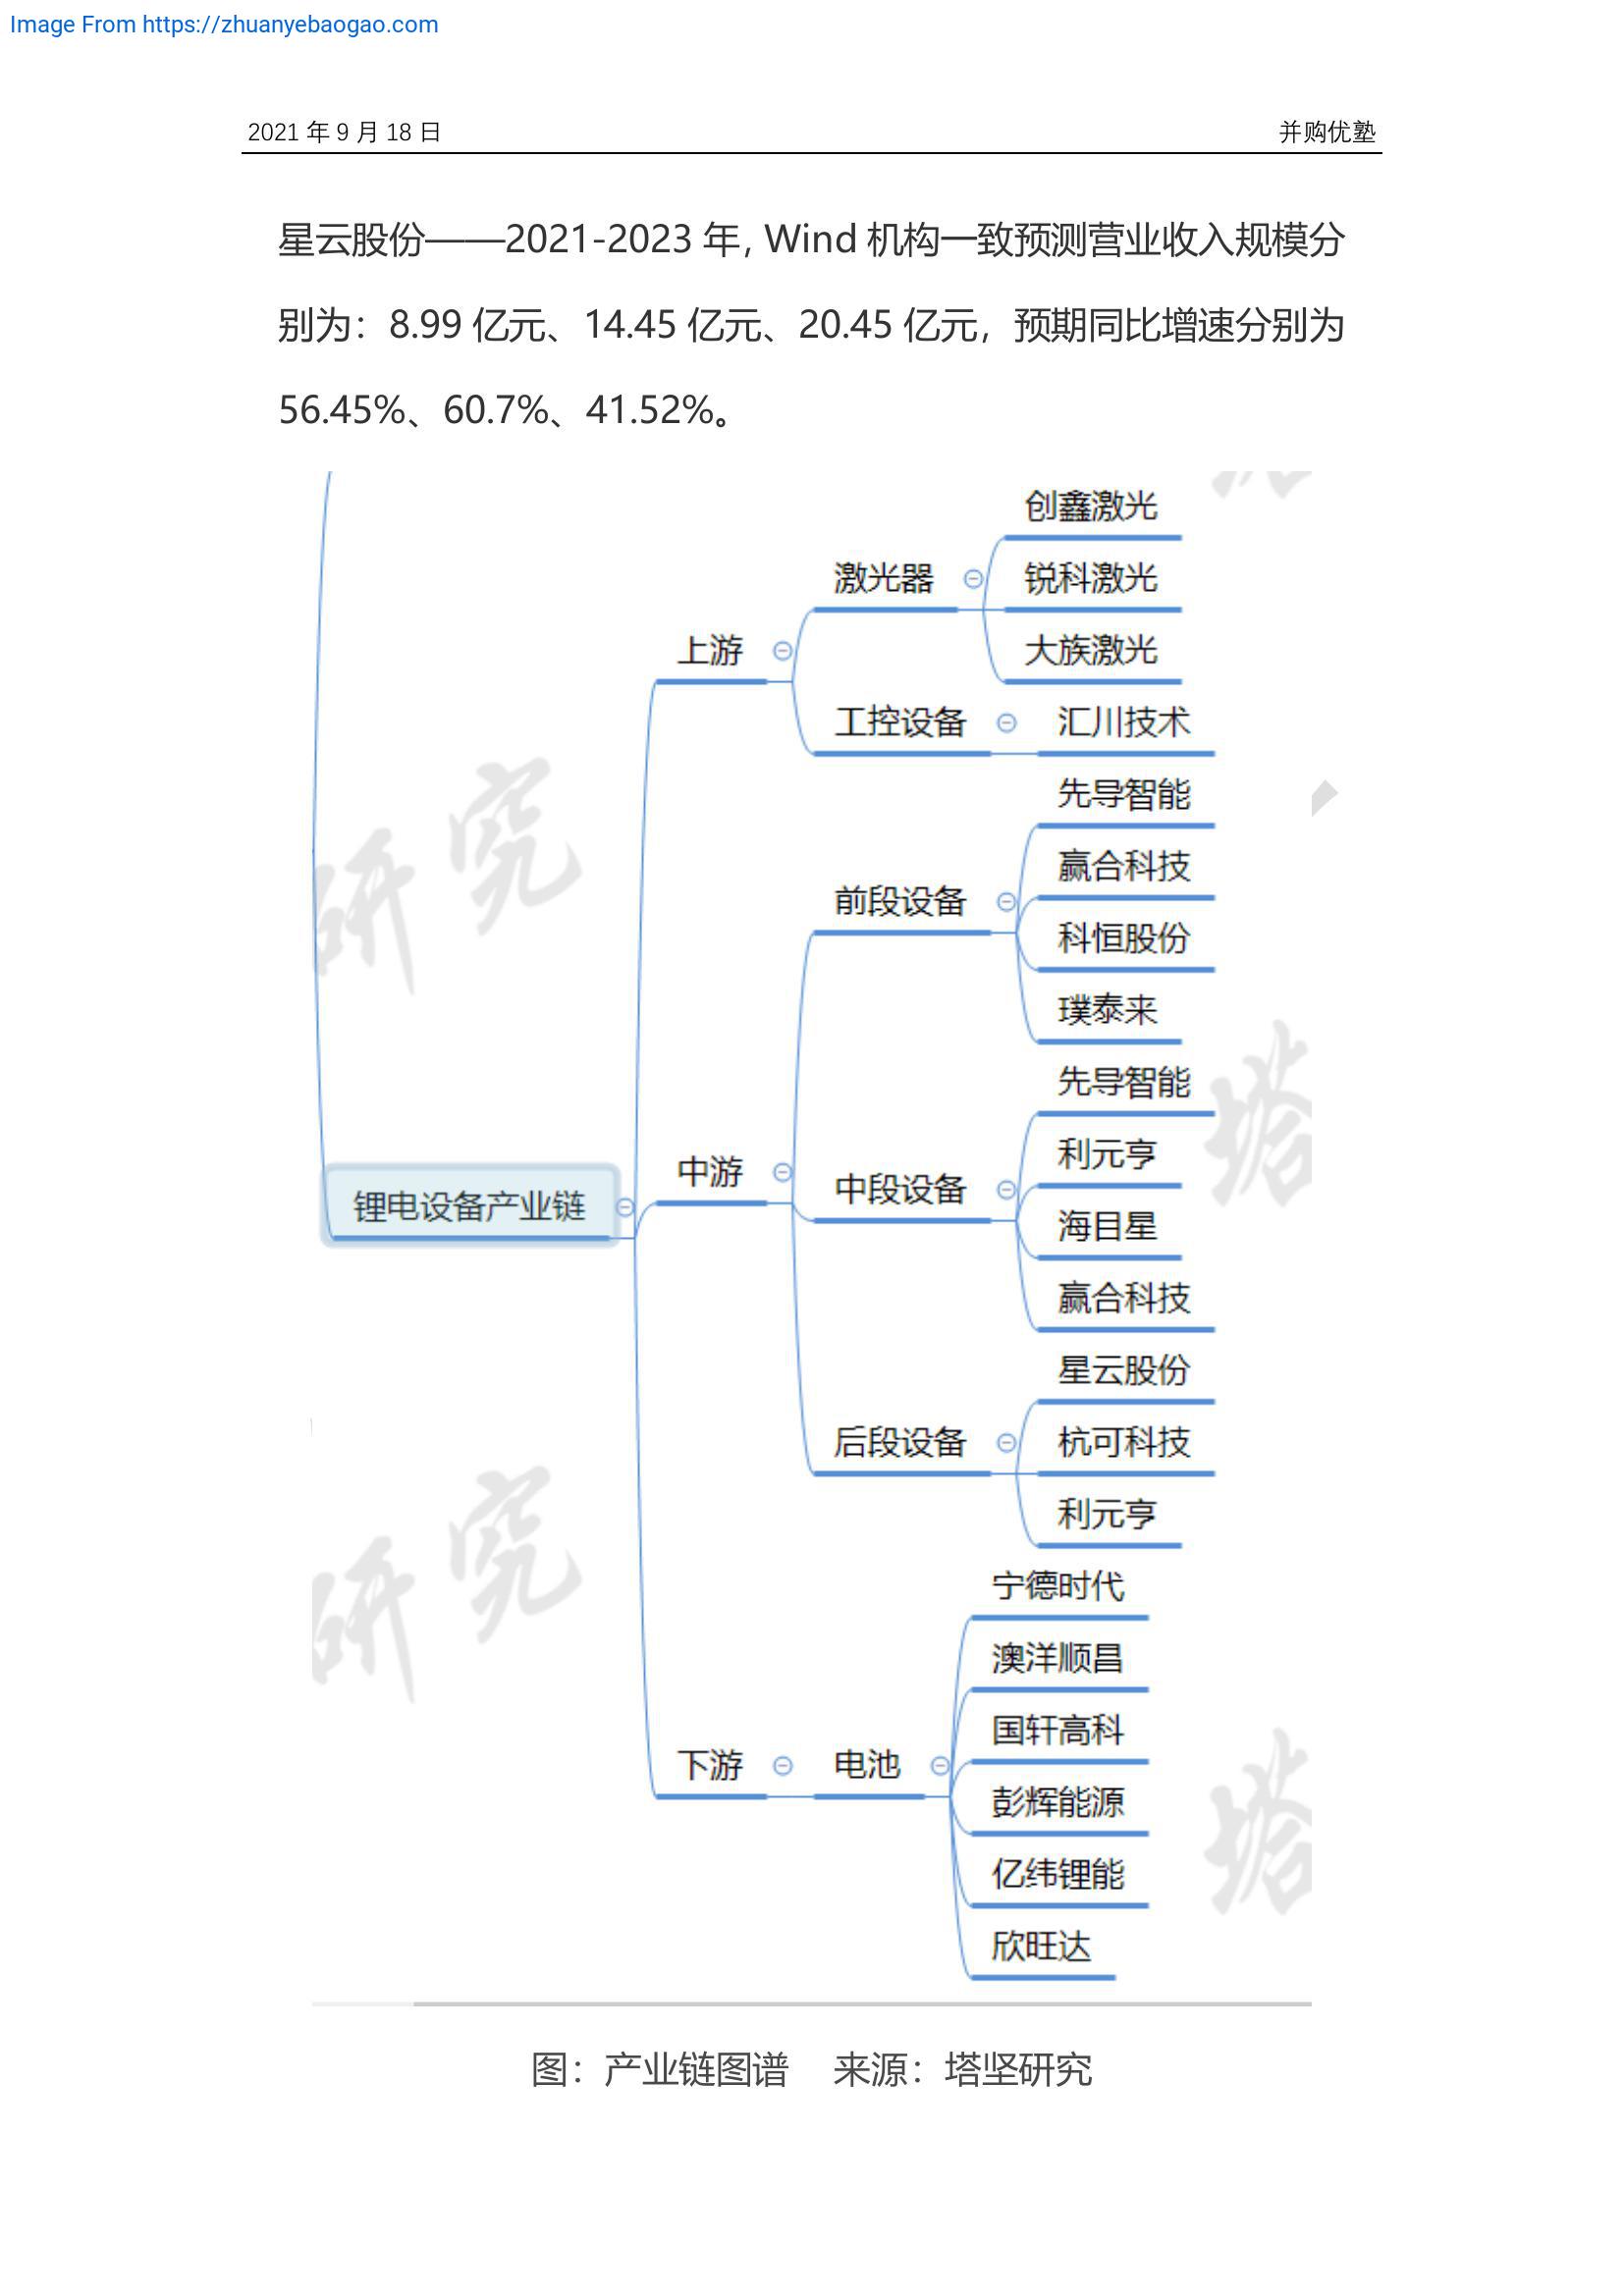 Image From https://zhuanyebaogao.com
2021 年 9 月 18 日
并购优塾
星云股份——2021-2023 年, Wind 机构一致预测营业收入规模分
别为：8.99 亿元、14.45 亿元、20.45 亿元，预期同比增速分别为
56.45%、60.7%、41.52%。
创鑫激光
激光器
锐科激光
上游
大族激光
工控设备
汇川技术
先导智能
赢合科技
前段设备
科恒股份
璞泰来
先导智能
利元亨
中游
中段设备
锂电设备产业链
海目星
赢合科技
星云股份
后段设备
杭可科技
利元亨
宁德时代
澳洋顺昌
国轩高科
下游
电池
彭辉能源
亿纬锂能
欣旺达
研究
塔
研究
塔
图：产业链图谱 来源：塔坚研究